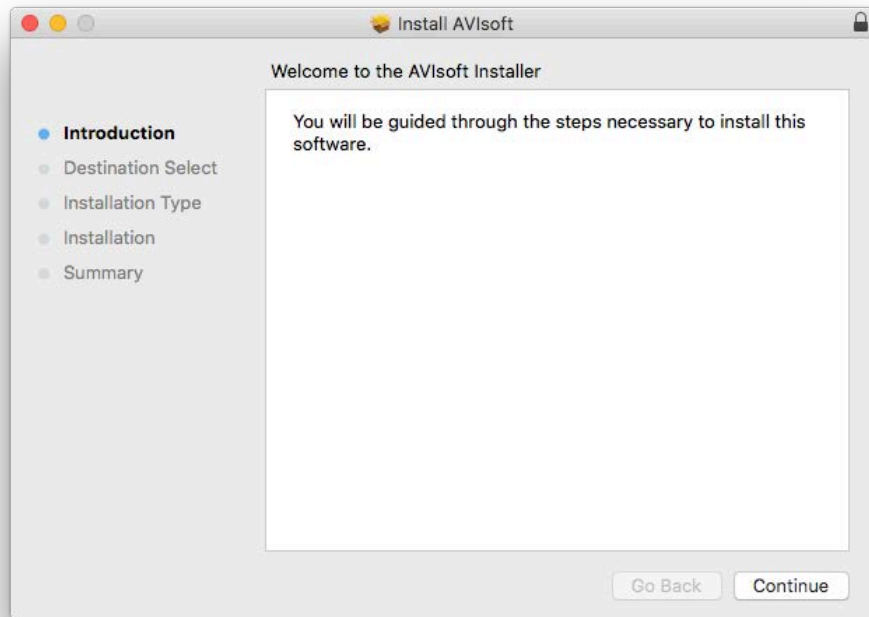 Install AVIsoft
Welcome to the AVIsoft Installer
Introduction
Destination Select
Installation Type
Installation
Summary
You will be guided through the steps necessary to install this
software.
Go Back
Continue